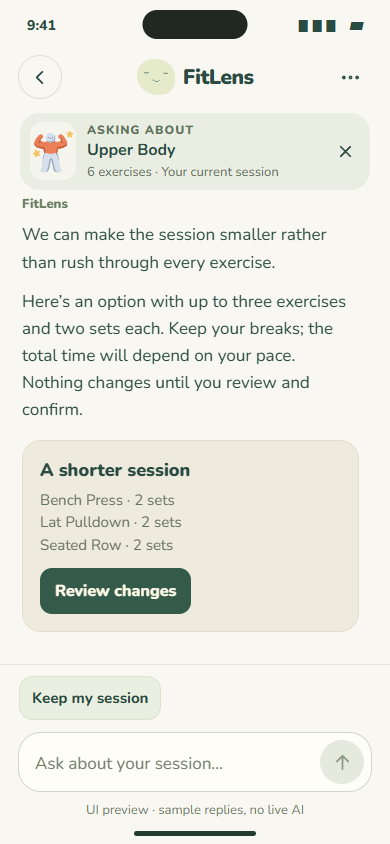 9:41
FitLens
ASKING ABOUT
Upper Body
6 exercises · Your current session
FitLens
We can make the session smaller rather
than rush through every exercise.
Here’s an option with up to three exercises
and two sets each. Keep your breaks; the
total time will depend on your pace.
Nothing changes until you review and
confirm.
A shorter session
Bench Press · 2 sets
Lat Pulldown · 2 sets
Seated Row · 2 sets
Review changes
Keep my session
Ask about your session…
UI preview · sample replies, no live AI